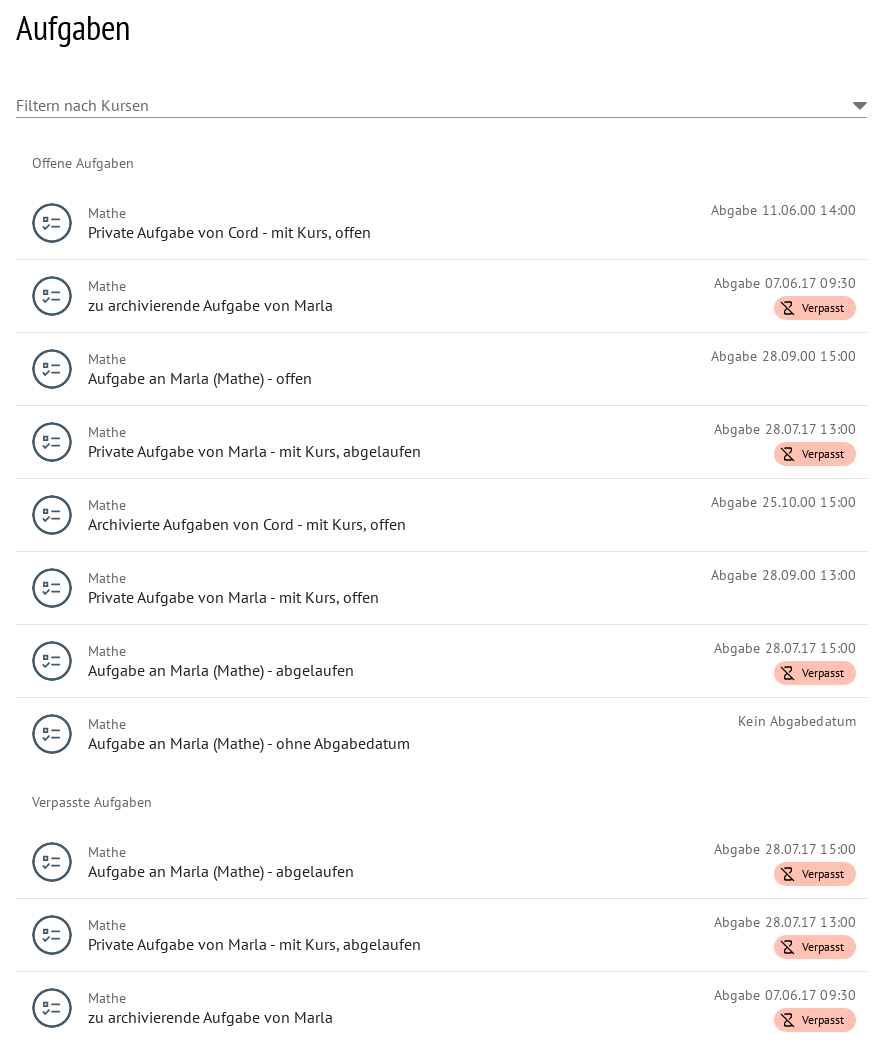 Aufgaben
Filtern nach Kursen
Offene Aufgaben
Mathe
Abgabe 11.06.00 14:00
Private Aufgabe von Cord - mit Kurs, offen
Mathe
Abgabe 07.06.17 09:30
zu archivierende Aufgabe von Marla
Verpasst
Mathe
Abgabe 28.09.00 15:00
Aufgabe an Marla (Mathe) - offen
Mathe
Abgabe 28.07.17 13:00
Private Aufgabe von Marla - mit Kurs, abgelaufen
Verpasst
Mathe
Abgabe 25.10.00 15:00
Archivierte Aufgaben von Cord - mit Kurs, offen
Mathe
Abgabe 28.09.00 13:00
Private Aufgabe von Marla - mit Kurs, offen
Mathe
Abgabe 28.07.17 15:00
Aufgabe an Marla (Mathe) - abgelaufen
Verpasst
Mathe
Kein Abgabedatum
Aufgabe an Marla (Mathe) - ohne Abgabedatum
Verpasste Aufgaben
Mathe
Abgabe 28.07.17 15:00
Aufgabe an Marla (Mathe) - abgelaufen
Verpasst
Mathe
Abgabe 28.07.17 13:00
Private Aufgabe von Marla - mit Kurs, abgelaufen
Verpasst
Mathe
Abgabe 07.06.17 09:30
zu archivierende Aufgabe von Marla
Verpasst